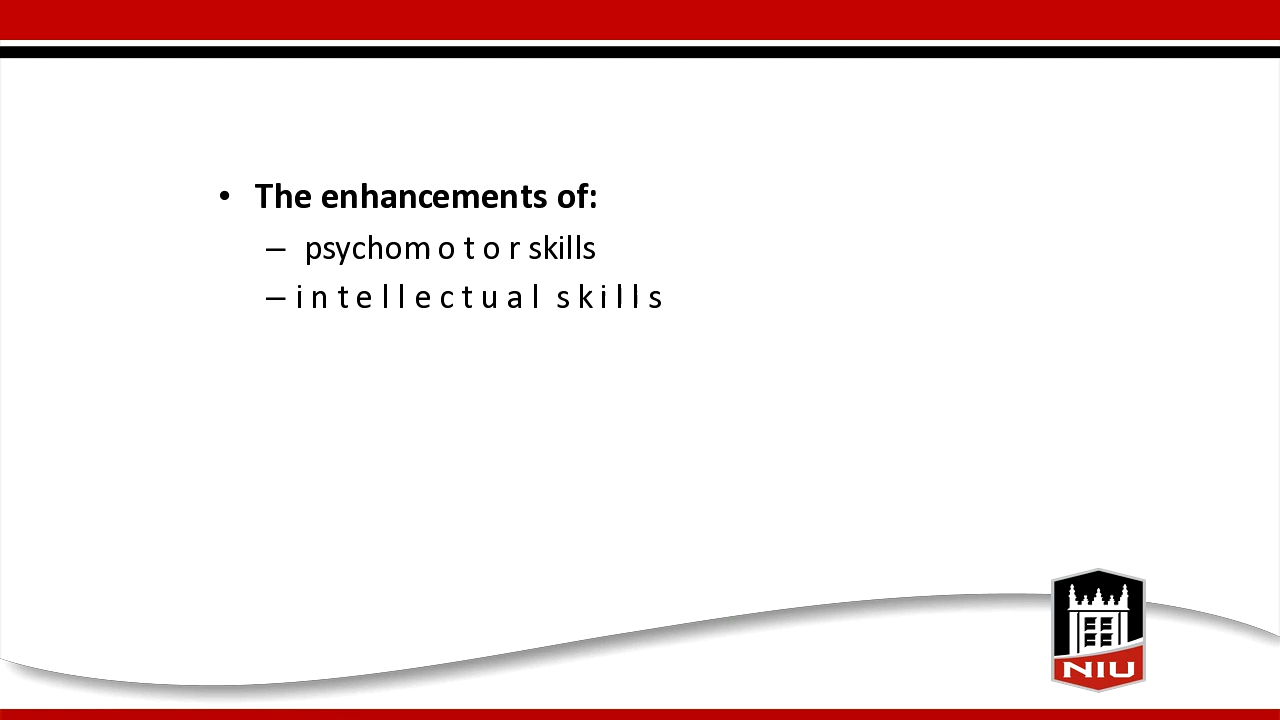 • The enhancements of:
– psychom o t o r skills
– i n t e l l e c t u a l s k i l l s
NIU